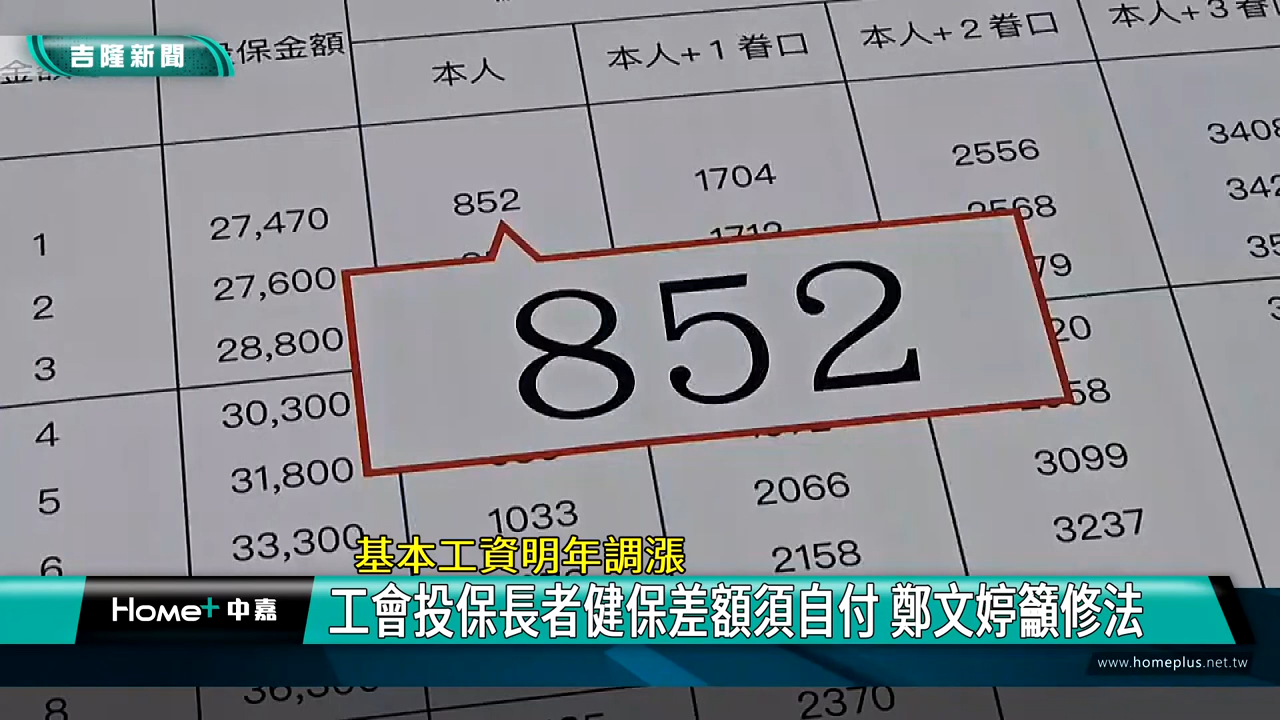 吉隆新聞
投保金額
本人
本人+1眷口
本人+2眷口
本人+3眷口
1
27,470
852
1704
2556
2
27,600
2568
3
28,800
4
30,300
5
31,800
3099
6
33,300
1033
2066
3237
2158
8
2370
852
基本工資明年調漲
Home+中嘉
工會投保長者健保差額須自付 鄭文婷籲修法
www.homeplus.net.tw